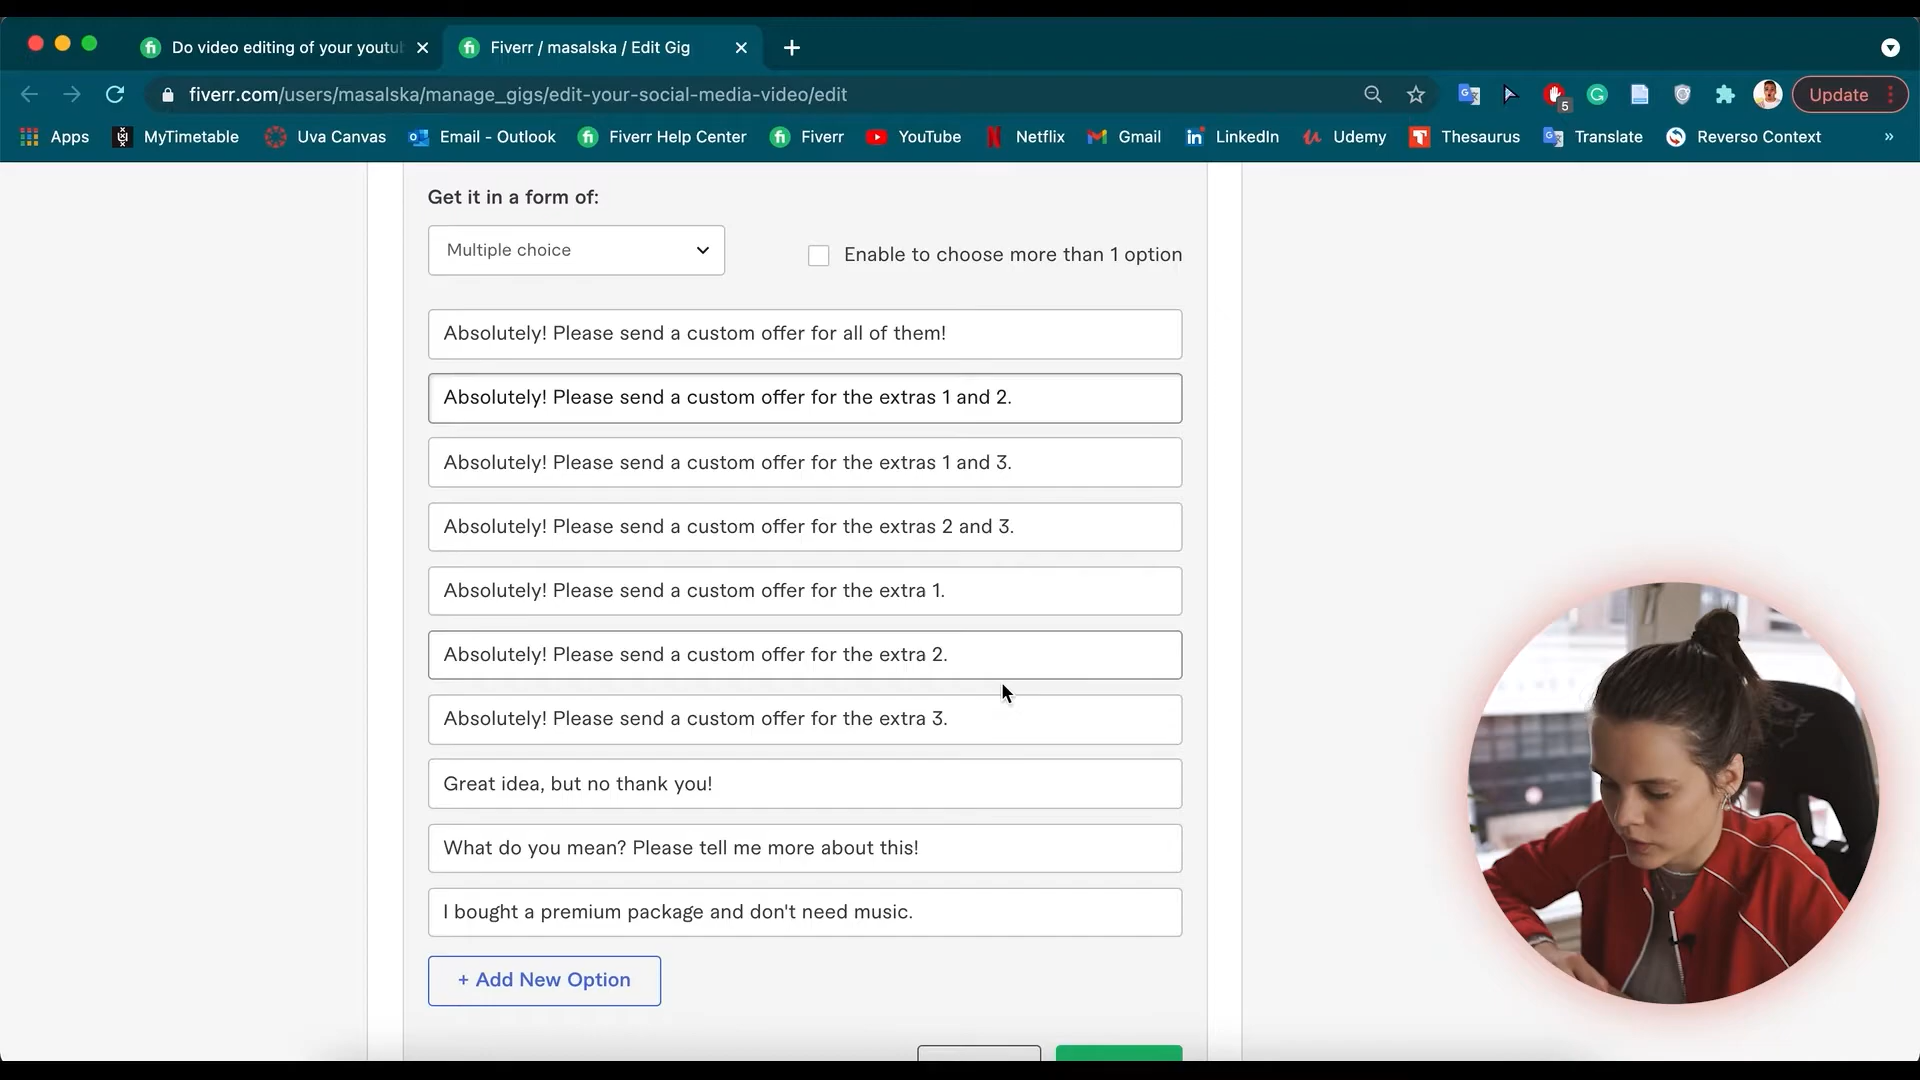 Do video editing of your youtu
Fiverr / masalska / Edit Gig
fiverr.com/users/masalska/manage_gigs/edit-your-social-media-video/edit
5
Update
Apps
MyTimetable
Uva Canvas
Email - Outlook
Fiverr Help Center
Fiverr
YouTube
Netflix
Gmail
LinkedIn
Udemy
Thesaurus
Translate
Reverso Context
»
Get it in a form of:
Multiple choice
Enable to choose more than 1 option
Absolutely! Please send a custom offer for all of them!
Absolutely! Please send a custom offer for the extras 1 and 2.
Absolutely! Please send a custom offer for the extras 1 and 3.
Absolutely! Please send a custom offer for the extras 2 and 3.
Absolutely! Please send a custom offer for the extra 1.
Absolutely! Please send a custom offer for the extra 2.
Absolutely! Please send a custom offer for the extra 3.
Great idea, but no thank you!
What do you mean? Please tell me more about this!
I bought a premium package and don't need music.
+ Add New Option